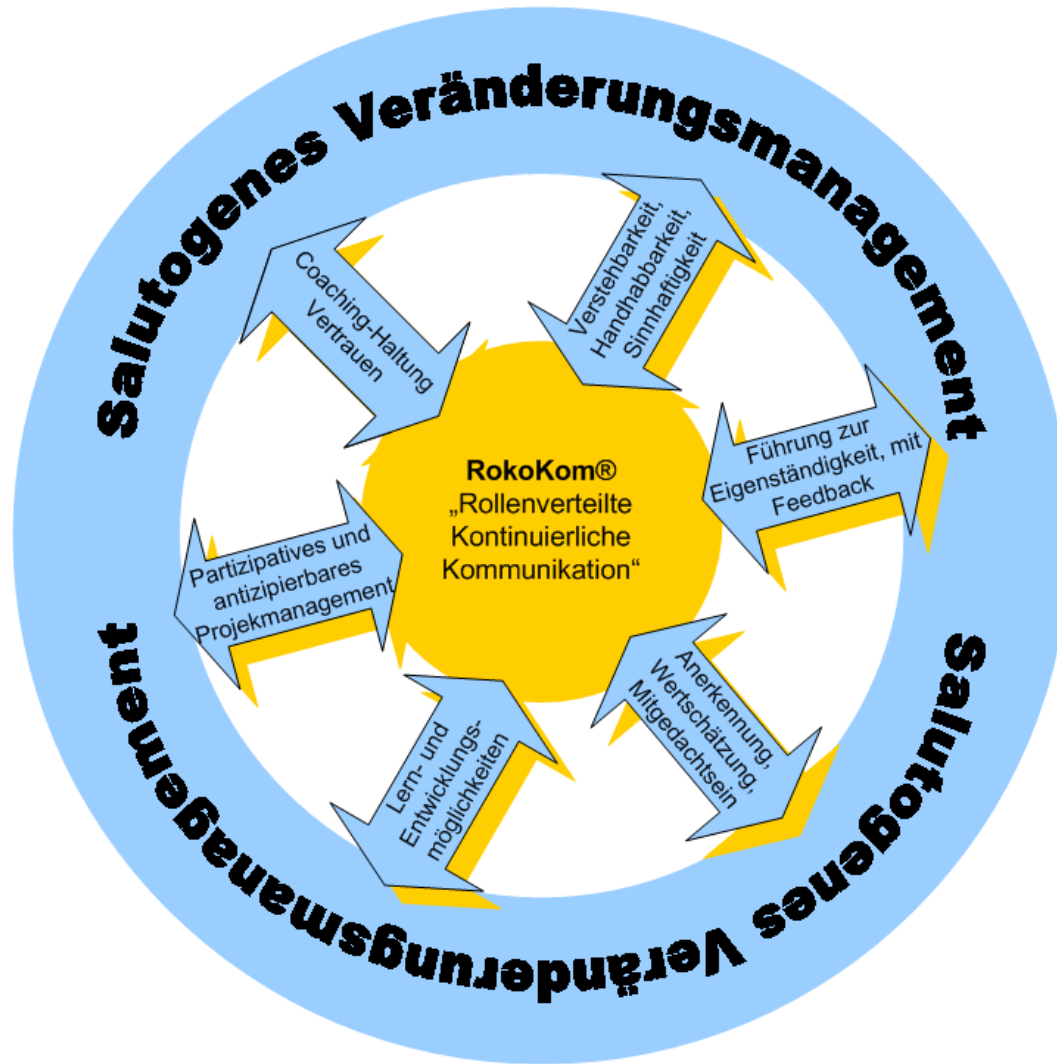 Salutogenes Veränderungsmanagement
Coaching-Haltung
Vertrauen
Verstehbarkeit,
Handhabbarkeit,
Sinnhaftigkeit
Führung zur
Eigenständigkeit, mit
Feedback
RokoKom®
„Rollenverteilte
Kontinuierliche
Kommunikation“
Partizipatives und
antizipierbares
Projekmanagement
Lern- und
Entwicklungs-
möglichkeiten
Anerkennung,
Wertschätzung,
Mitgedachtsein
Salutogenes Veränderungsmanagement